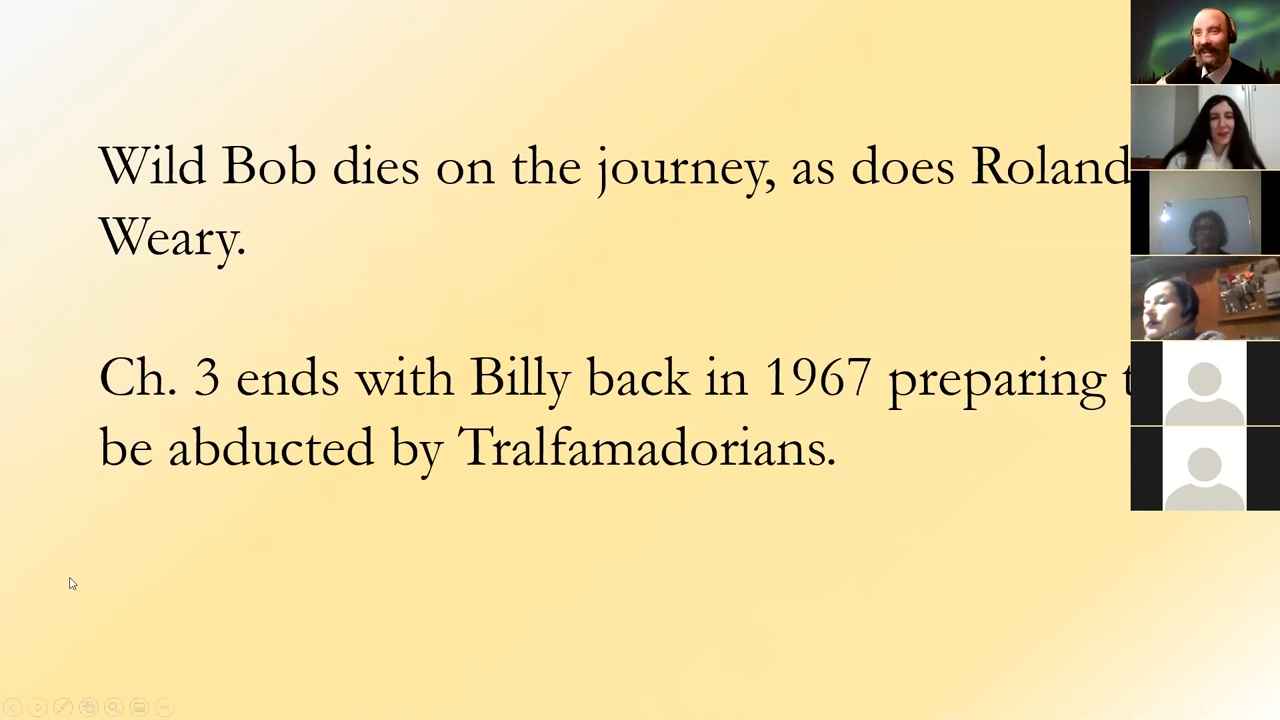 Wild Bob dies on the journey, as does Roland
Weary.
Ch. 3 ends with Billy back in 1967 preparing
be abducted by Tralfamadorians.